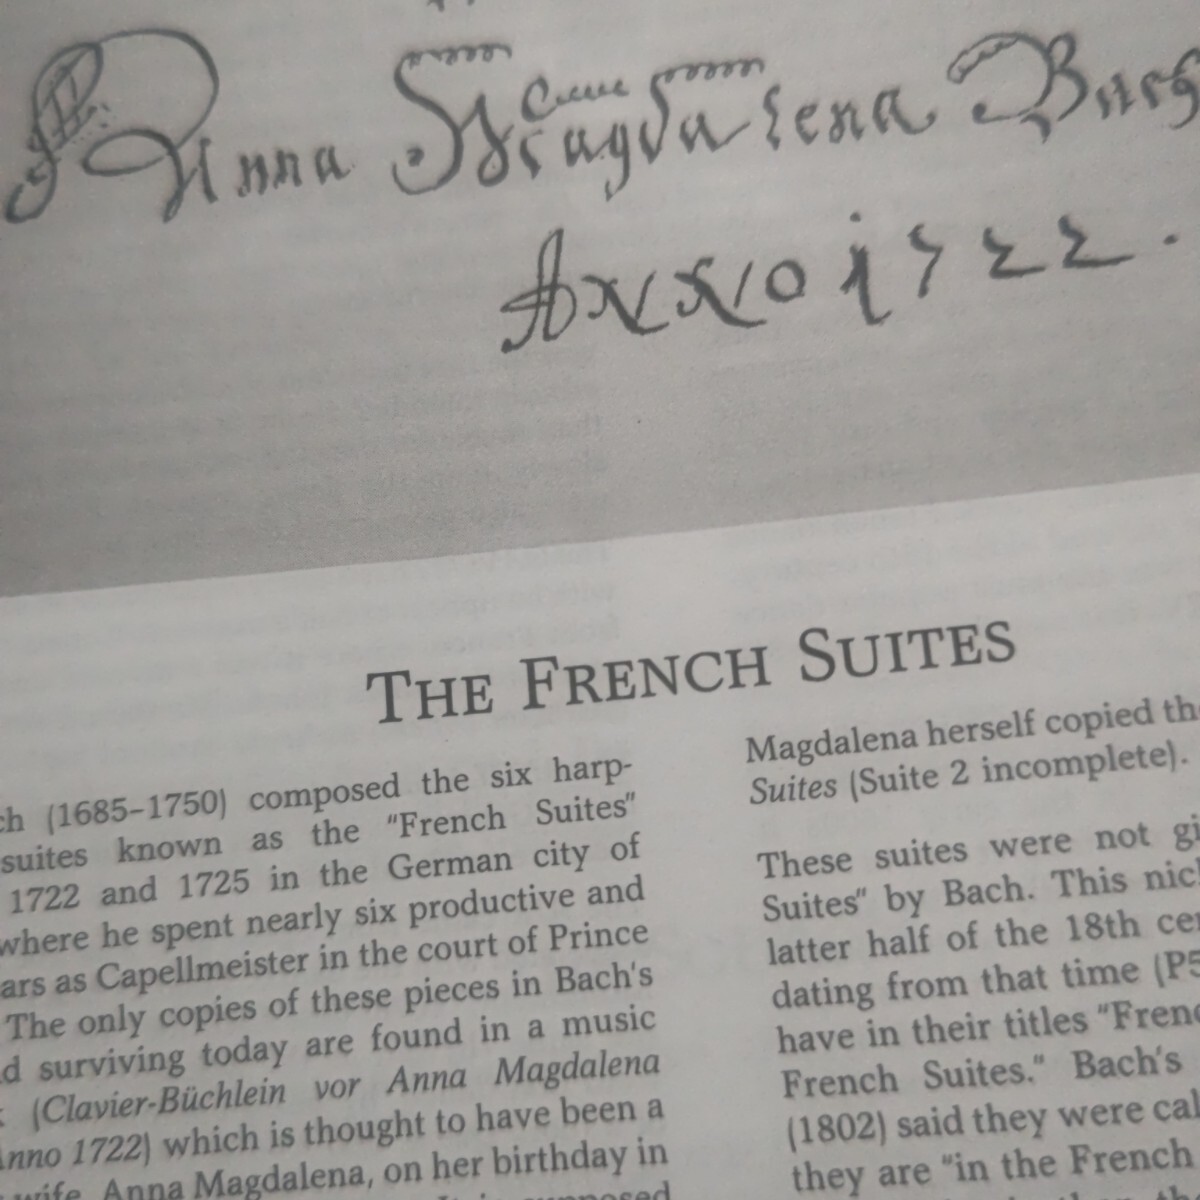 Anna Magdalena
Anno 1722.
THE FRENCH SUITES
(1685–1750) composed the six harp-
suites known as the "French Suites"
1722 and 1725 in the German city of
where he spent nearly six productive and
as Capellmeister in the court of Prince
The only copies of these pieces in Bach's
surviving today are found in a music
(Clavier-Büchlein vor Anna Magdalena
1722) which is thought to have been a
wife, Anna Magdalena, on her birthday in
Magdalena herself copied
Suites (Suite 2 incomplete).
These suites were not
Suites" by Bach. This
latter half of the 18th
dating from that time
have in their titles
French Suites." Bach's
(1802) said they were
they are "in the French